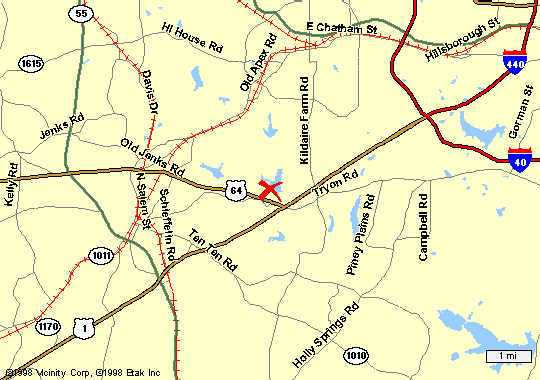 55
E Chatham St
Hi House Rd
Hillsborough St
1615
Old Apex Rd
440
Davis Dr
Kildaire Farm Rd
Gorman St
Jenks Rd
Old Jenks Rd
40
Kelly Rd
N Salem St
Schieffelin Rd
64
Tryon Rd
Piney Plains Rd
Campbell Rd
Ten Ten Rd
1011
1170
1
Holly Springs Rd
1010
1 mi
©1998 Vicinity Corp, ©1998 Etak Inc